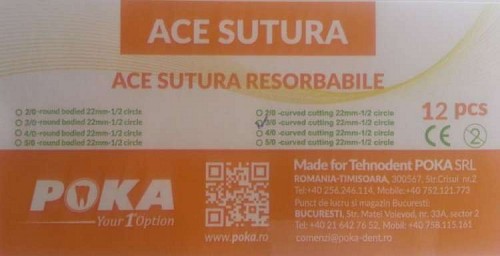 ACE SUTURA
ACE SUTURA RESORBABILE
2/0 -round bodied 22mm-1/2 circle
3/0 -round bodied 22mm-1/2 circle
4/0 -round bodied 22mm-1/2 circle
5/0 -round bodied 22mm-1/2 circle
2/0 -curved cutting 22mm-1/2 circle
3/0 -curved cutting 22mm-1/2 circle
4/0 -curved cutting 22mm-1/2 circle
5/0 -curved cutting 22mm-1/2 circle
12 pcs
CE 2
POKA
Your 1st Option
www.poka.ro
Made for Tehnodent POKA SRL
ROMANIA-TIMISOARA, 300567, Str.Crizul nr.2
Tel:+40 256.246.114, Mobile:+40 752.121.773
Punct de lucru si magazin Bucuresti:
BUCURESTI, Str. Matei Voievod, nr. 33A, sector 2
Tel: +40 21 642 76 52, Mobil: +40 758.115.161
comenzi@poka-dent.ro